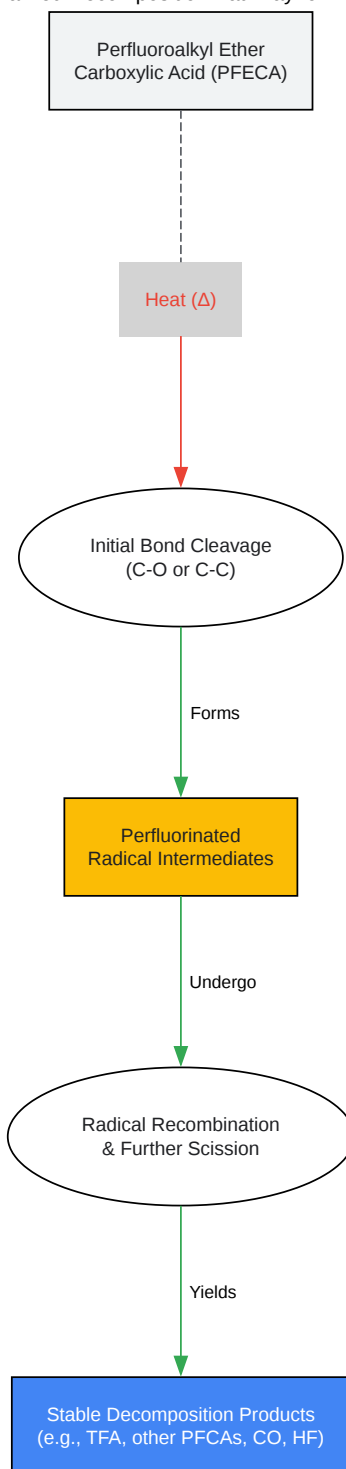 Perfluoroalkyl Ether
Carboxylic Acid (PFECA)
Heat (Δ)
Initial Bond Cleavage
(C-O or C-C)
Forms
Perfluorinated
Radical Intermediates
Undergo
Radical Recombination
& Further Scission
Yields
Stable Decomposition Products
(e.g., TFA, other PFCAs, CO, HF)